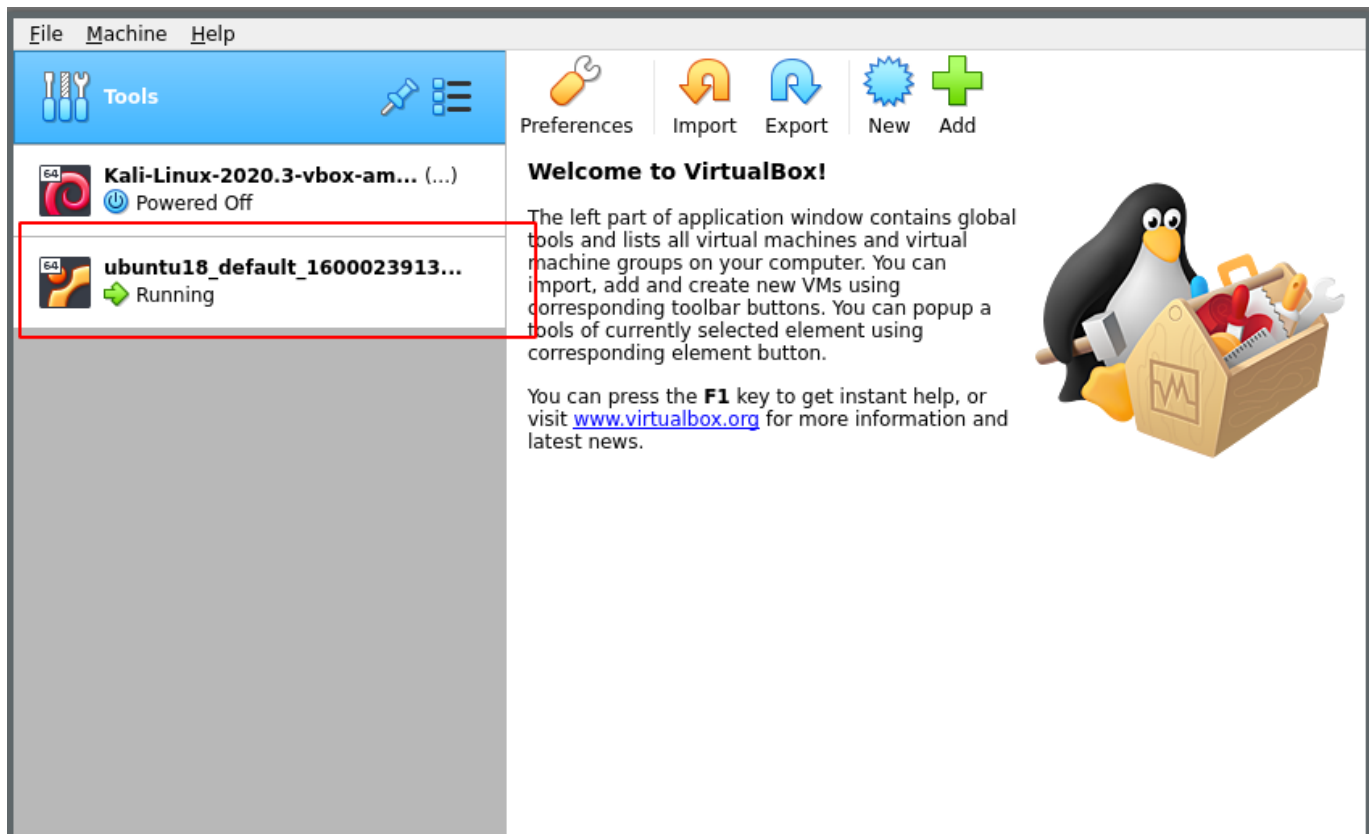 File Machine Help
Tools
Preferences Import Export New Add
64 Kali-Linux-2020.3-vbox-am... (...)
Powered Off
64 ubuntu18_default_1600023913...
Running
Welcome to VirtualBox!
The left part of application window contains global
tools and lists all virtual machines and virtual
machine groups on your computer. You can
import, add and create new VMs using
corresponding toolbar buttons. You can popup a
tools of currently selected element using
corresponding element button.
You can press the F1 key to get instant help, or
visit www.virtualbox.org for more information and
latest news.